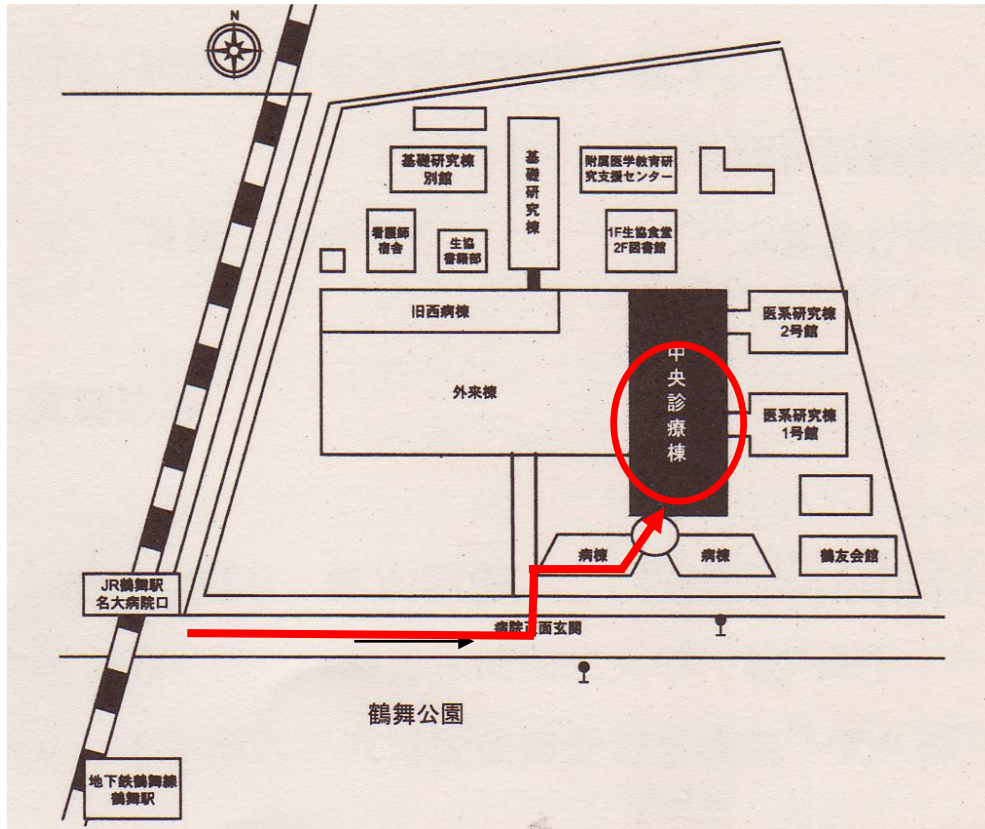 N
基礎研究棟
別館
基礎研究棟
附属医学教育研
究支援センター
看護師
宿舎
生協
書籍部
1F生協食堂
2F図書館
旧西病棟
医系研究棟
2号館
中央診療棟
外来棟
医系研究棟
1号館
病棟
病棟
鶴友会館
JR鶴舞駅
名大病院口
病院正面玄関
鶴舞公園
地下鉄鶴舞線
鶴舞駅